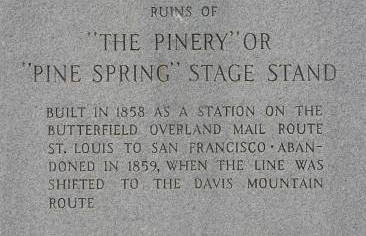 RUINS OF
"THE PINERY" OR
"PINE SPRING" STAGE STAND
BUILT IN 1858 AS A STATION ON THE
BUTTERFIELD OVERLAND MAIL ROUTE
ST. LOUIS TO SAN FRANCISCO · ABAN-
DONED IN 1859, WHEN THE LINE WAS
SHIFTED TO THE DAVIS MOUNTAIN
ROUTE